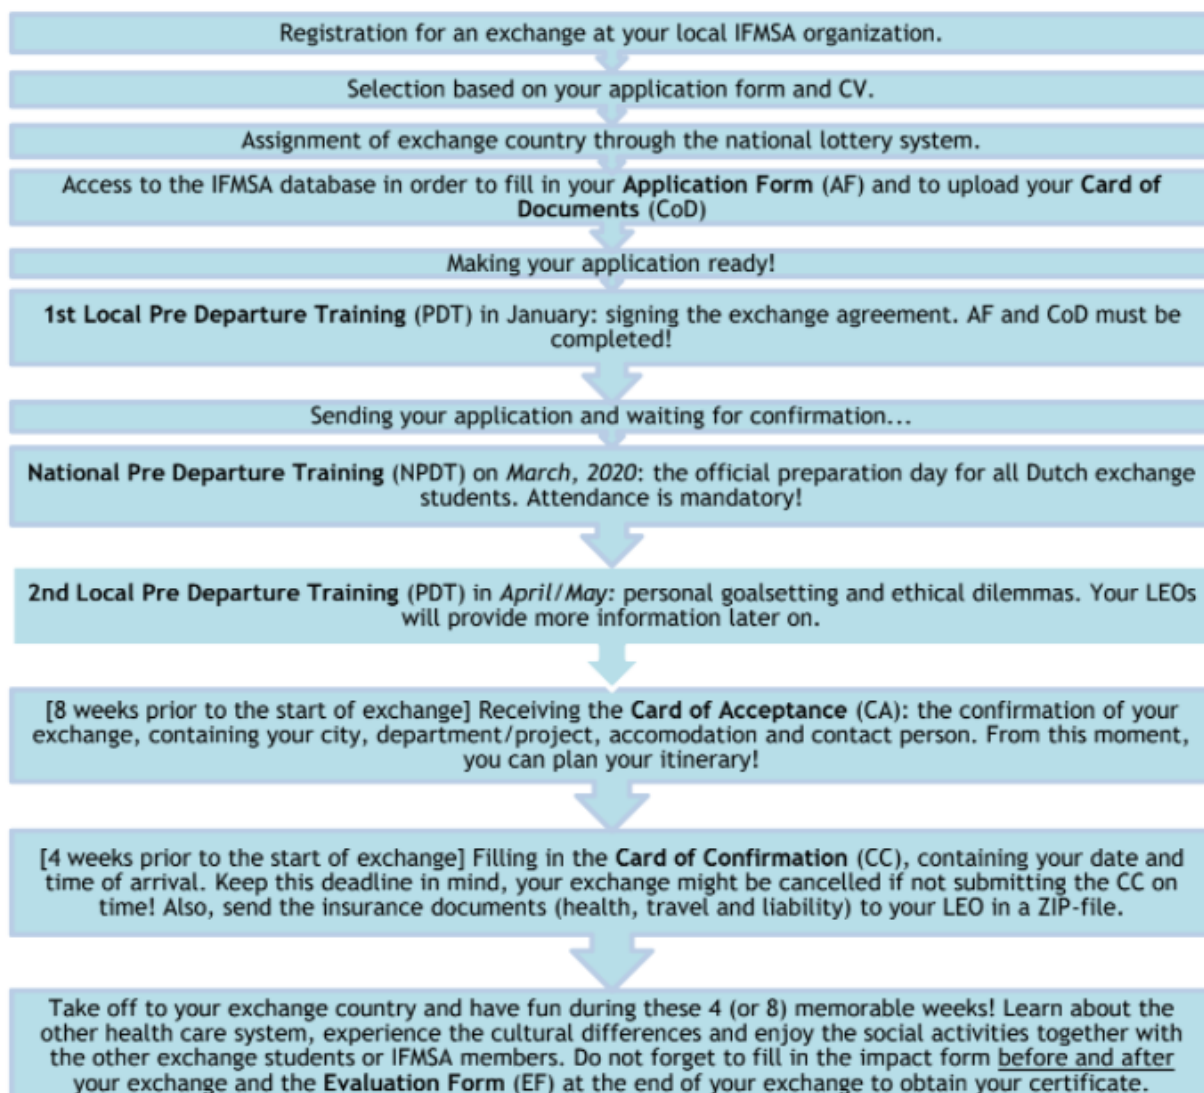 Registration for an exchange at your local IFMSA organization.
Selection based on your application form and CV.
Assignment of exchange country through the national lottery system.
Access to the IFMSA database in order to fill in your Application Form (AF) and to upload your Card of
Documents (CoD)
Making your application ready!
1st Local Pre Departure Training (PDT) in January: signing the exchange agreement. AF and CoD must be
completed!
Sending your application and waiting for confirmation...
National Pre Departure Training (NPDT) on March, 2020: the official preparation day for all Dutch exchange
students. Attendance is mandatory!
2nd Local Pre Departure Training (PDT) in April/May: personal goalsetting and ethical dilemmas. Your LEOs
will provide more information later on.
[8 weeks prior to the start of exchange] Receiving the Card of Acceptance (CA): the confirmation of your
exchange, containing your city, department/project, accomodation and contact person. From this moment,
you can plan your itinerary!
[4 weeks prior to the start of exchange] Filling in the Card of Confirmation (CC), containing your date and
time of arrival. Keep this deadline in mind, your exchange might be cancelled if not submitting the CC on
time! Also, send the insurance documents (health, travel and liability) to your LEO in a ZIP-file.
Take off to your exchange country and have fun during these 4 (or 8) memorable weeks! Learn about the
other health care system, experience the cultural differences and enjoy the social activities together with
the other exchange students or IFMSA members. Do not forget to fill in the impact form before and after
your exchange and the Evaluation Form (EF) at the end of your exchange to obtain your certificate.